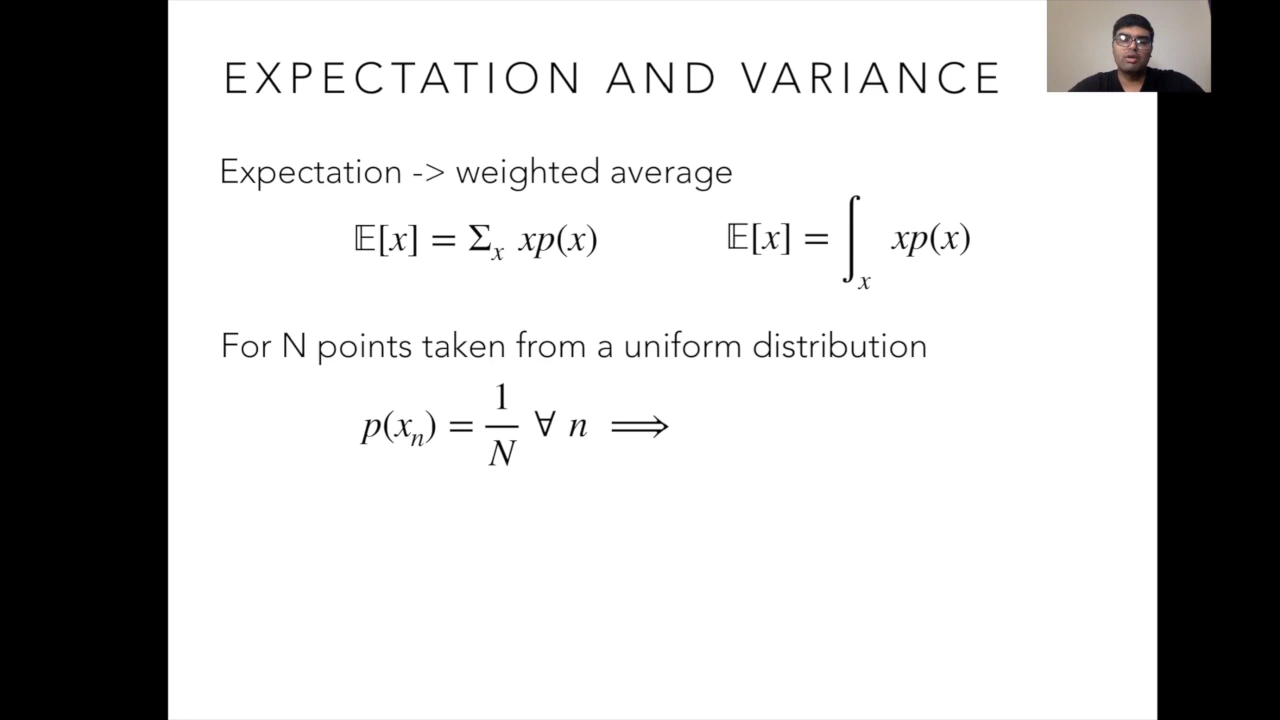 EXPECTATION AND VARIANCE
Expectation -> weighted average
𝔼[x] = Σₓ xp(x)    𝔼[x] = ∫ₓ xp(x)
For N points taken from a uniform distribution
p(xₙ) = 1/N ∀ n ⟹